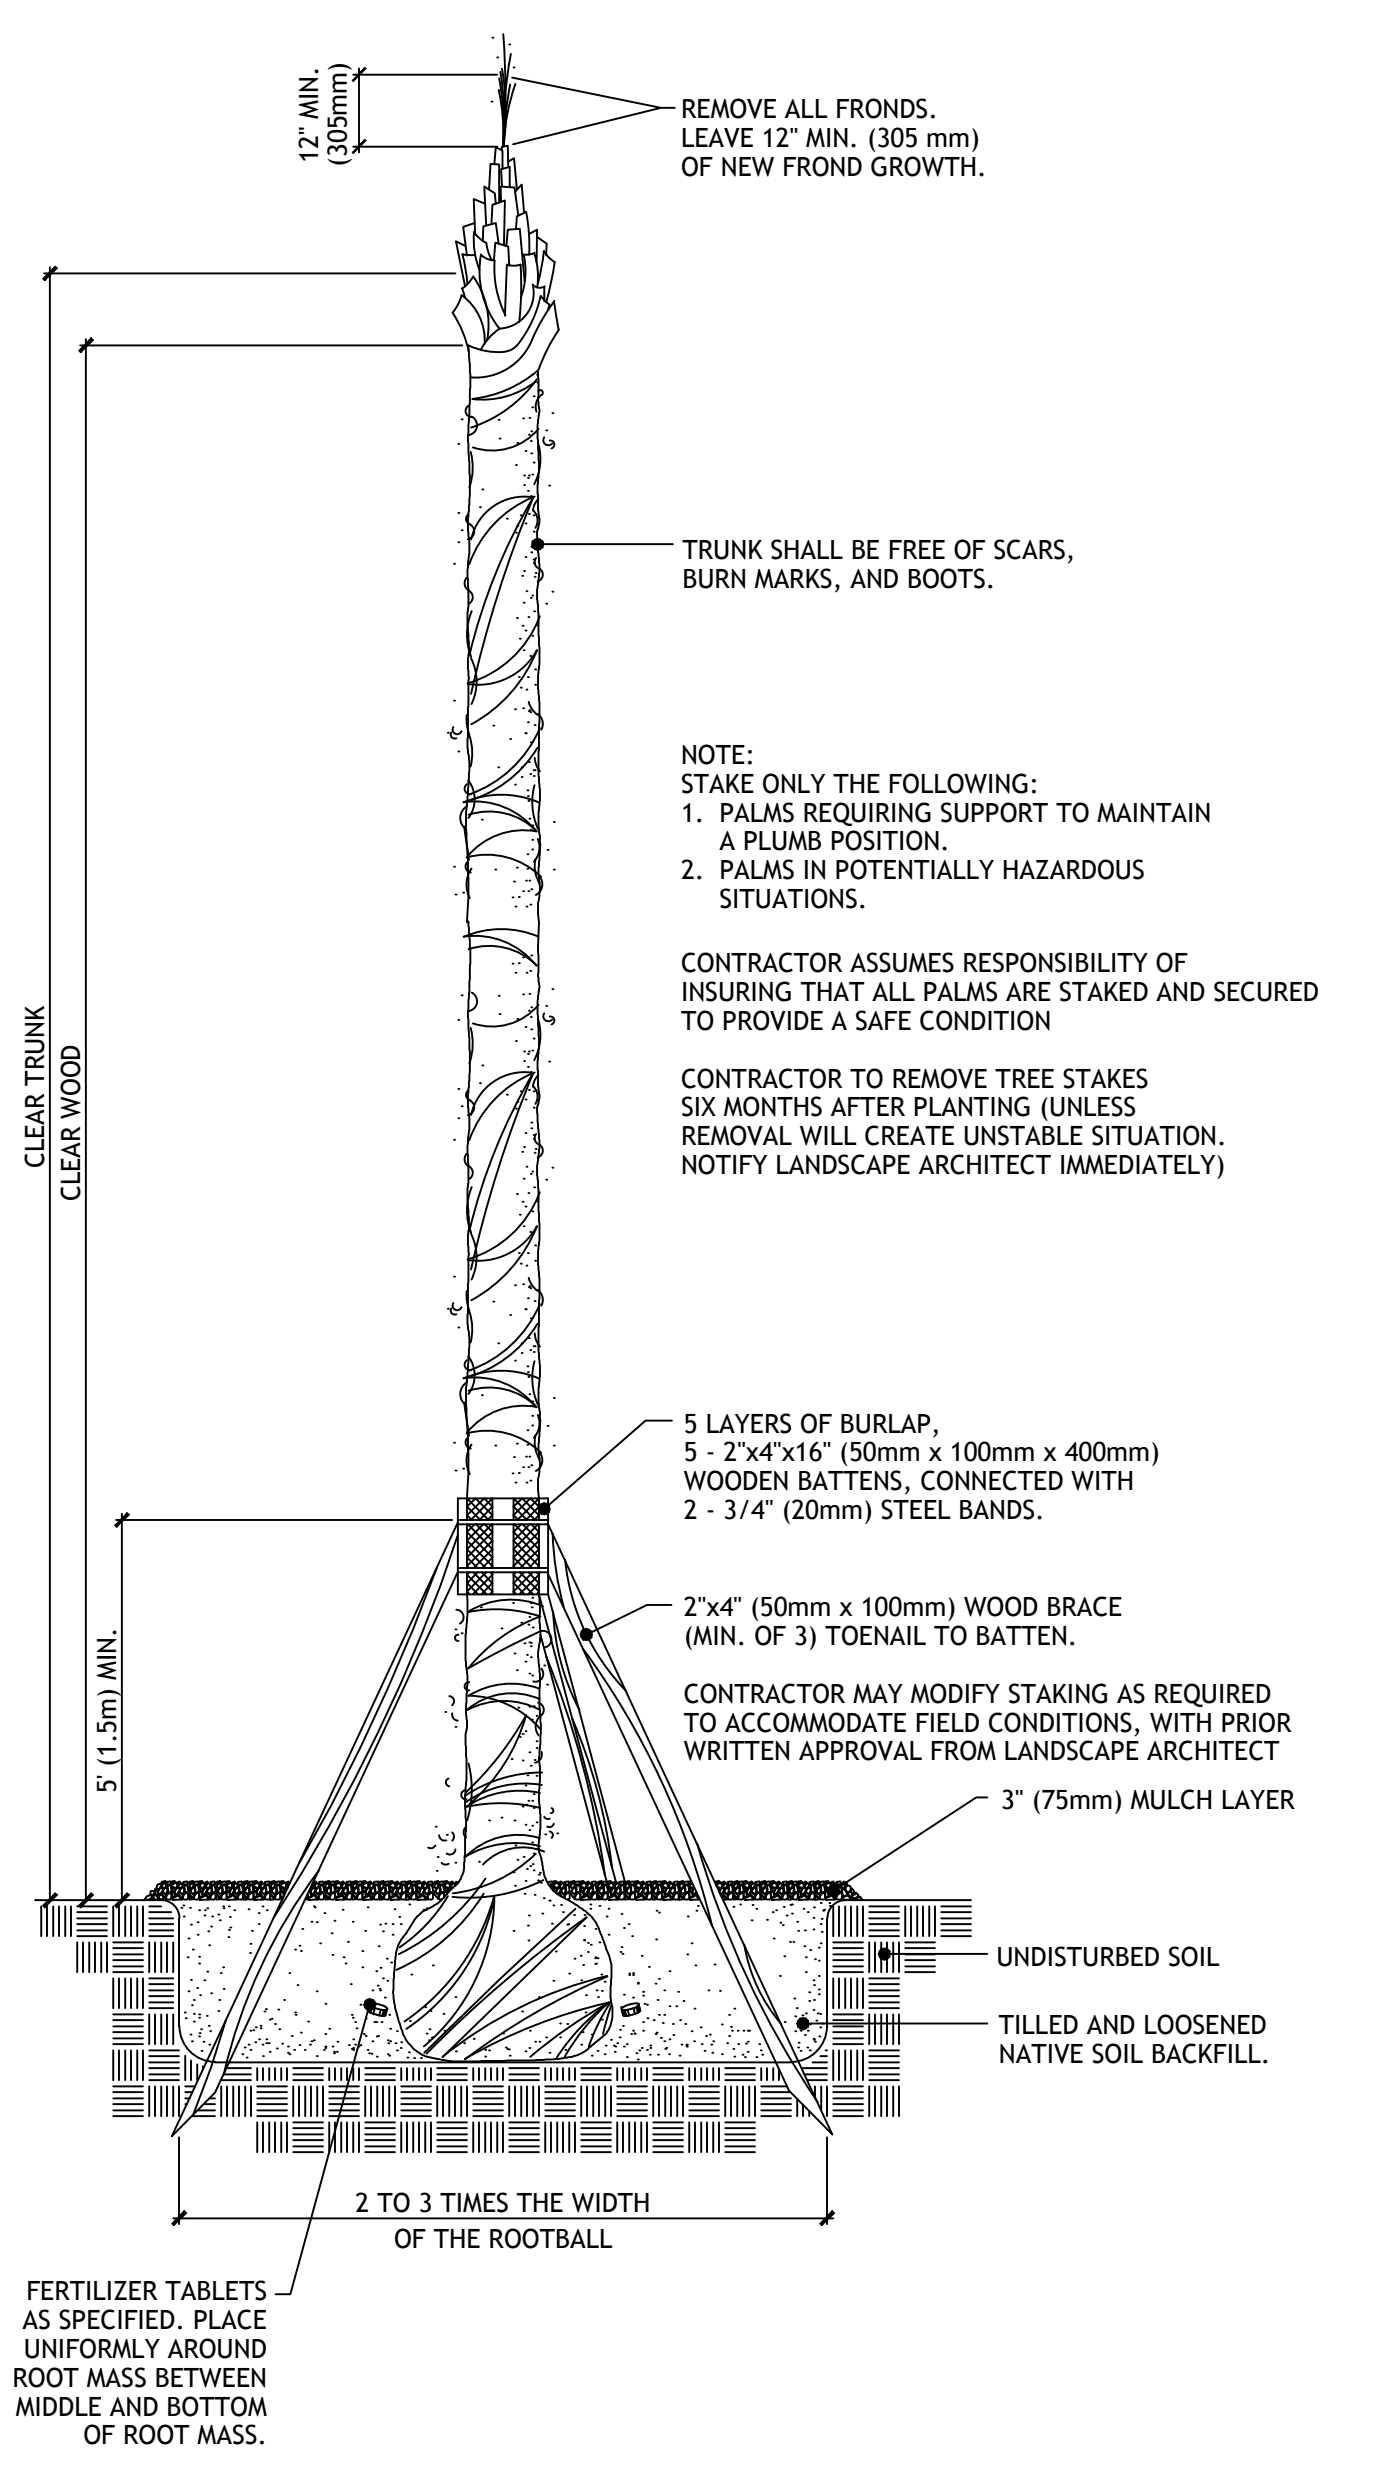 12" MIN.
(305mm)
REMOVE ALL FRONDS.
LEAVE 12" MIN. (305 mm)
OF NEW FROND GROWTH.
TRUNK SHALL BE FREE OF SCARS,
BURN MARKS, AND BOOTS.
NOTE:
STAKE ONLY THE FOLLOWING:
1. PALMS REQUIRING SUPPORT TO MAINTAIN
A PLUMB POSITION.
2. PALMS IN POTENTIALLY HAZARDOUS
SITUATIONS.
CONTRACTOR ASSUMES RESPONSIBILITY OF
INSURING THAT ALL PALMS ARE STAKED AND SECURED
TO PROVIDE A SAFE CONDITION
CONTRACTOR TO REMOVE TREE STAKES
SIX MONTHS AFTER PLANTING (UNLESS
REMOVAL WILL CREATE UNSTABLE SITUATION.
NOTIFY LANDSCAPE ARCHITECT IMMEDIATELY)
CLEAR TRUNK
CLEAR WOOD
5 LAYERS OF BURLAP,
5 - 2"x4"x16" (50mm x 100mm x 400mm)
WOODEN BATTENS, CONNECTED WITH
2 - 3/4" (20mm) STEEL BANDS.
2"x4" (50mm x 100mm) WOOD BRACE
(MIN. OF 3) TOENAIL TO BATTEN.
CONTRACTOR MAY MODIFY STAKING AS REQUIRED
TO ACCOMMODATE FIELD CONDITIONS, WITH PRIOR
WRITTEN APPROVAL FROM LANDSCAPE ARCHITECT
5' (1.5m) MIN.
3" (75mm) MULCH LAYER
UNDISTURBED SOIL
TILLED AND LOOSENED
NATIVE SOIL BACKFILL.
2 TO 3 TIMES THE WIDTH
OF THE ROOTBALL
FERTILIZER TABLETS
AS SPECIFIED. PLACE
UNIFORMLY AROUND
ROOT MASS BETWEEN
MIDDLE AND BOTTOM
OF ROOT MASS.